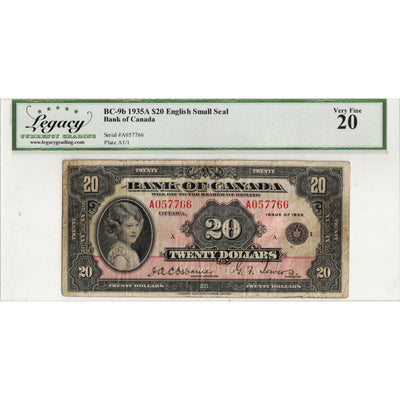 Legacy
CURRENCY GRADING
www.legacygrading.com
BC-9b 1935A $20 English Small Seal
Bank of Canada
Serial #A057766
Plate A1/1
Very Fine
20
TWENTY TWENTY
20 BANK OF CANADA 20
WILL PAY TO THE BEARER ON DEMAND
A057766 A057766
OTTAWA, ISSUE OF 1935
A 20 A 1
TWENTY DOLLARS
20 20
TWENTY DOLLARS 20 TWENTY DOLLARS